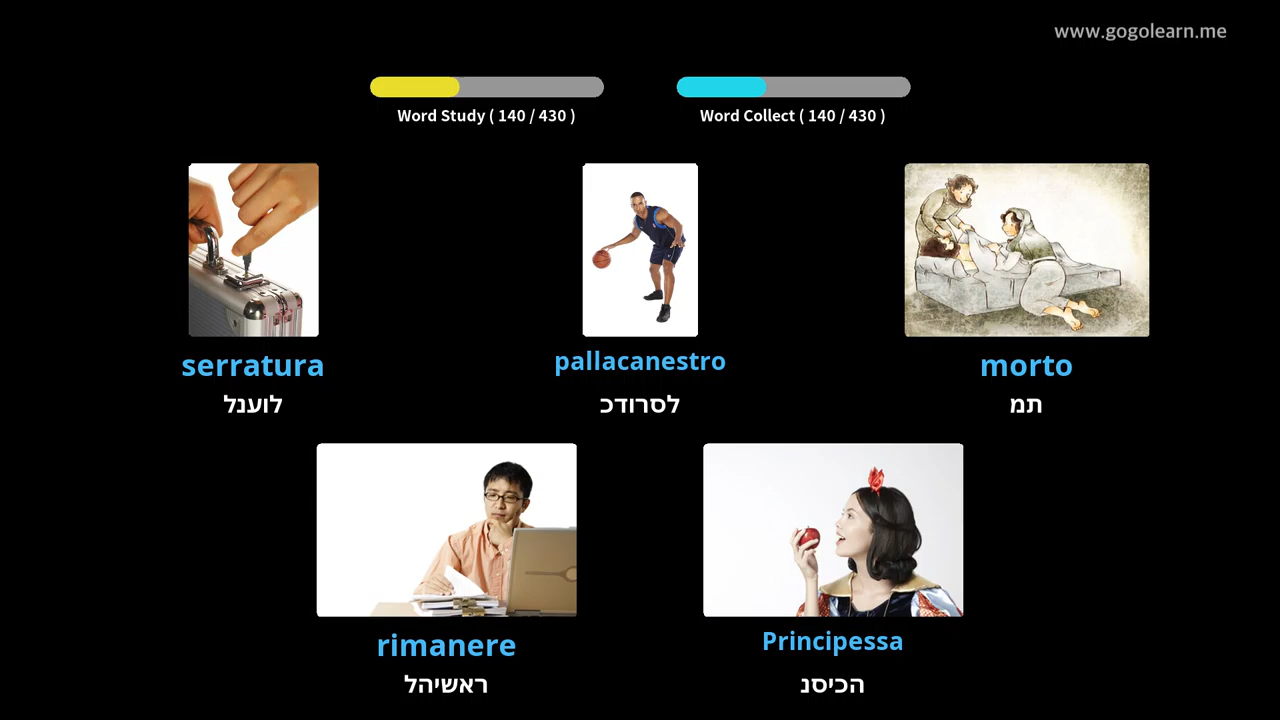 www.gogolearn.me
Word Study ( 140 / 430 )
Word Collect ( 140 / 430 )
serratura
לוענל
pallacanestro
לסרודכ
morto
תמ
rimanere
ראשיהל
Principessa
הכיסנ